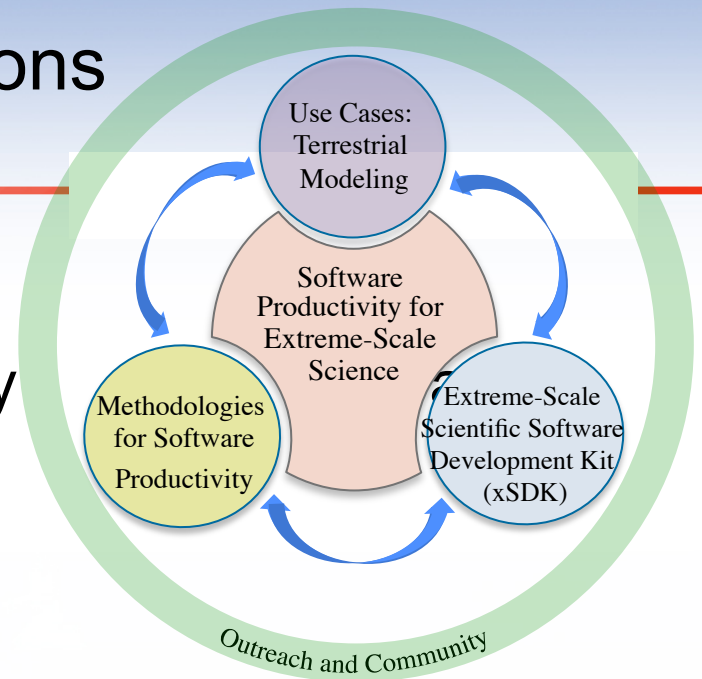 ons
Use Cases:
Terrestrial
Modeling
Software
Productivity for
Extreme-Scale
Science
y
Methodologies
for Software
Productivity
Extreme-Scale
Scientific Software
Development Kit
(xSDK)
Outreach and Community